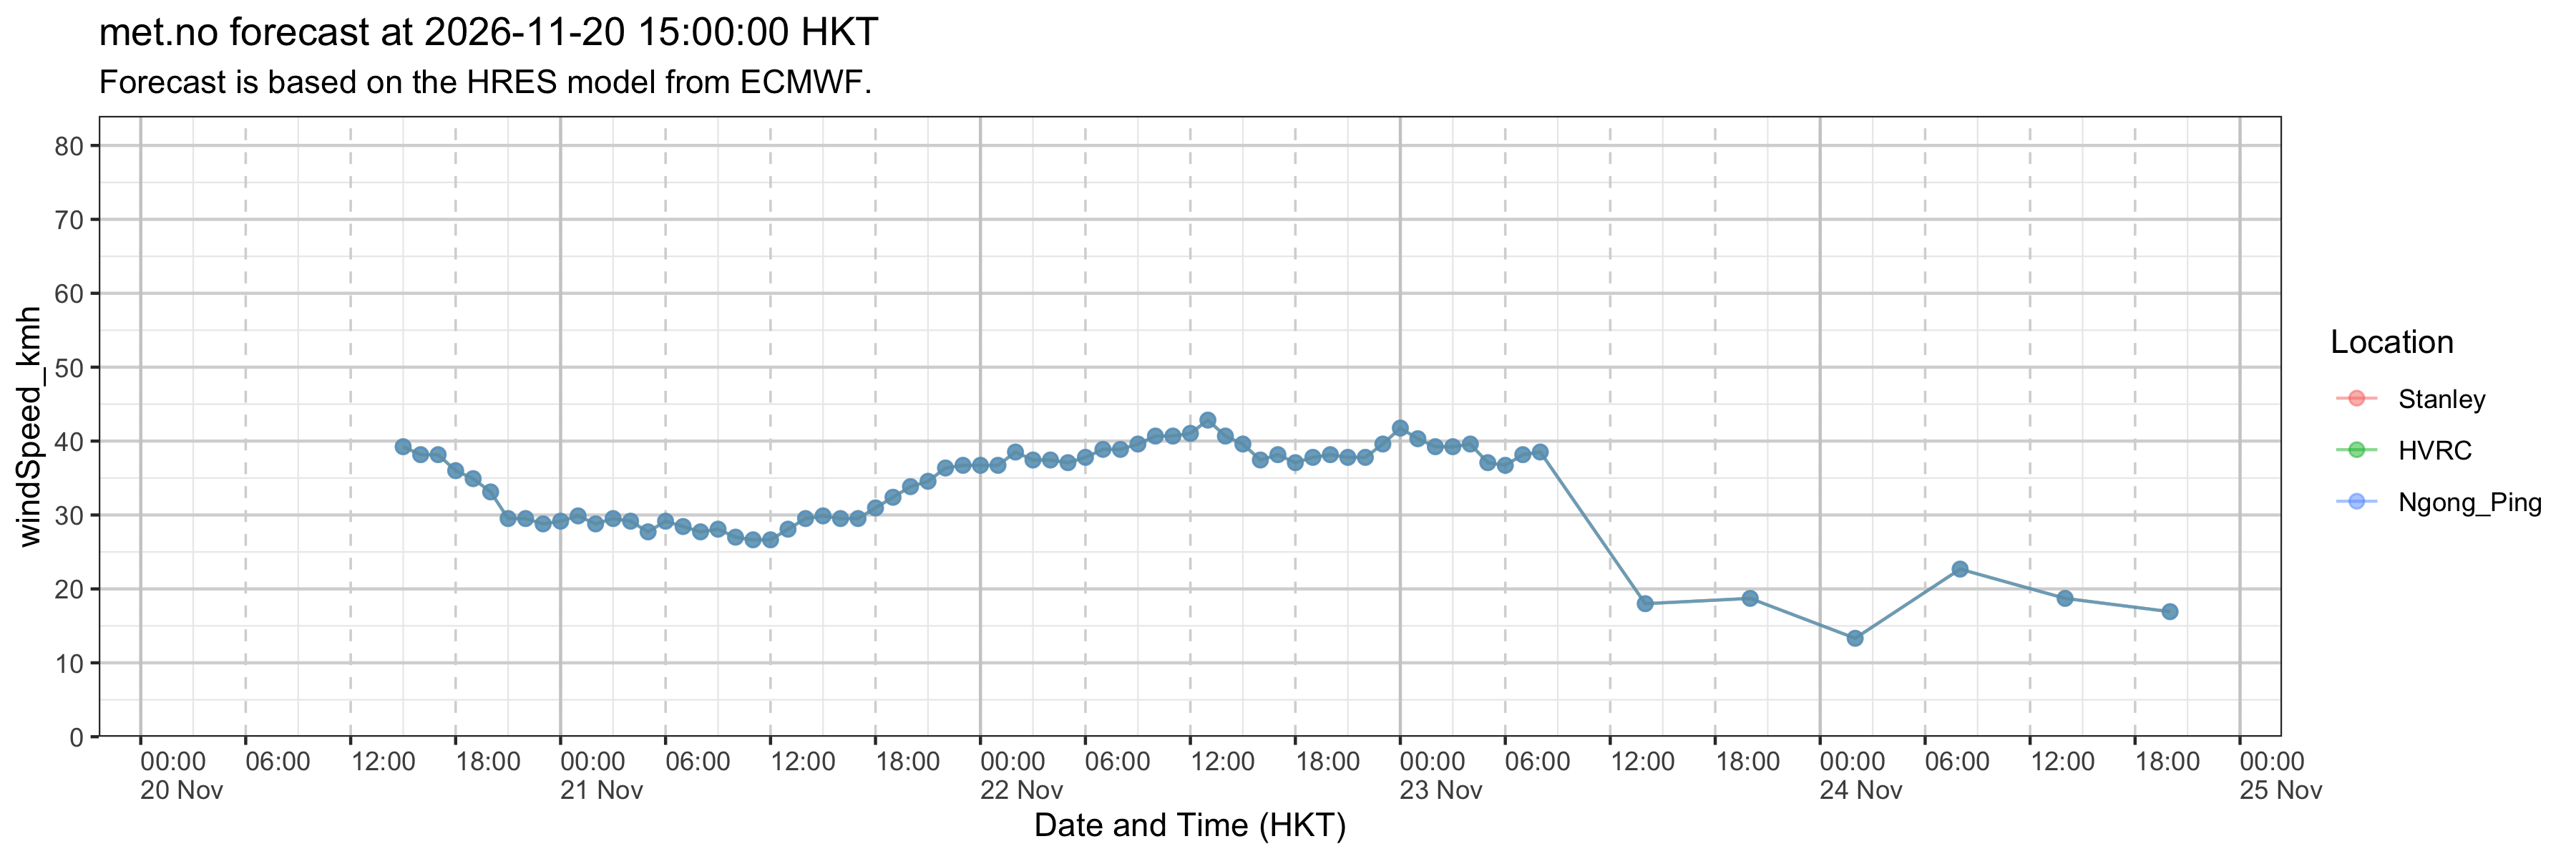 met.no forecast at 2026-11-20 15:00:00 HKT
Forecast is based on the HRES model from ECMWF.
windSpeed_kmh
80
70
60
50
40
30
20
10
0
00:00 06:00 12:00 18:00 00:00 06:00 12:00 18:00 00:00 06:00 12:00 18:00 00:00 06:00 12:00 18:00 00:00 06:00 12:00 18:00 00:00
20 Nov 21 Nov 22 Nov 23 Nov 24 Nov 25 Nov
Date and Time (HKT)
Location
Stanley
HVRC
Ngong_Ping